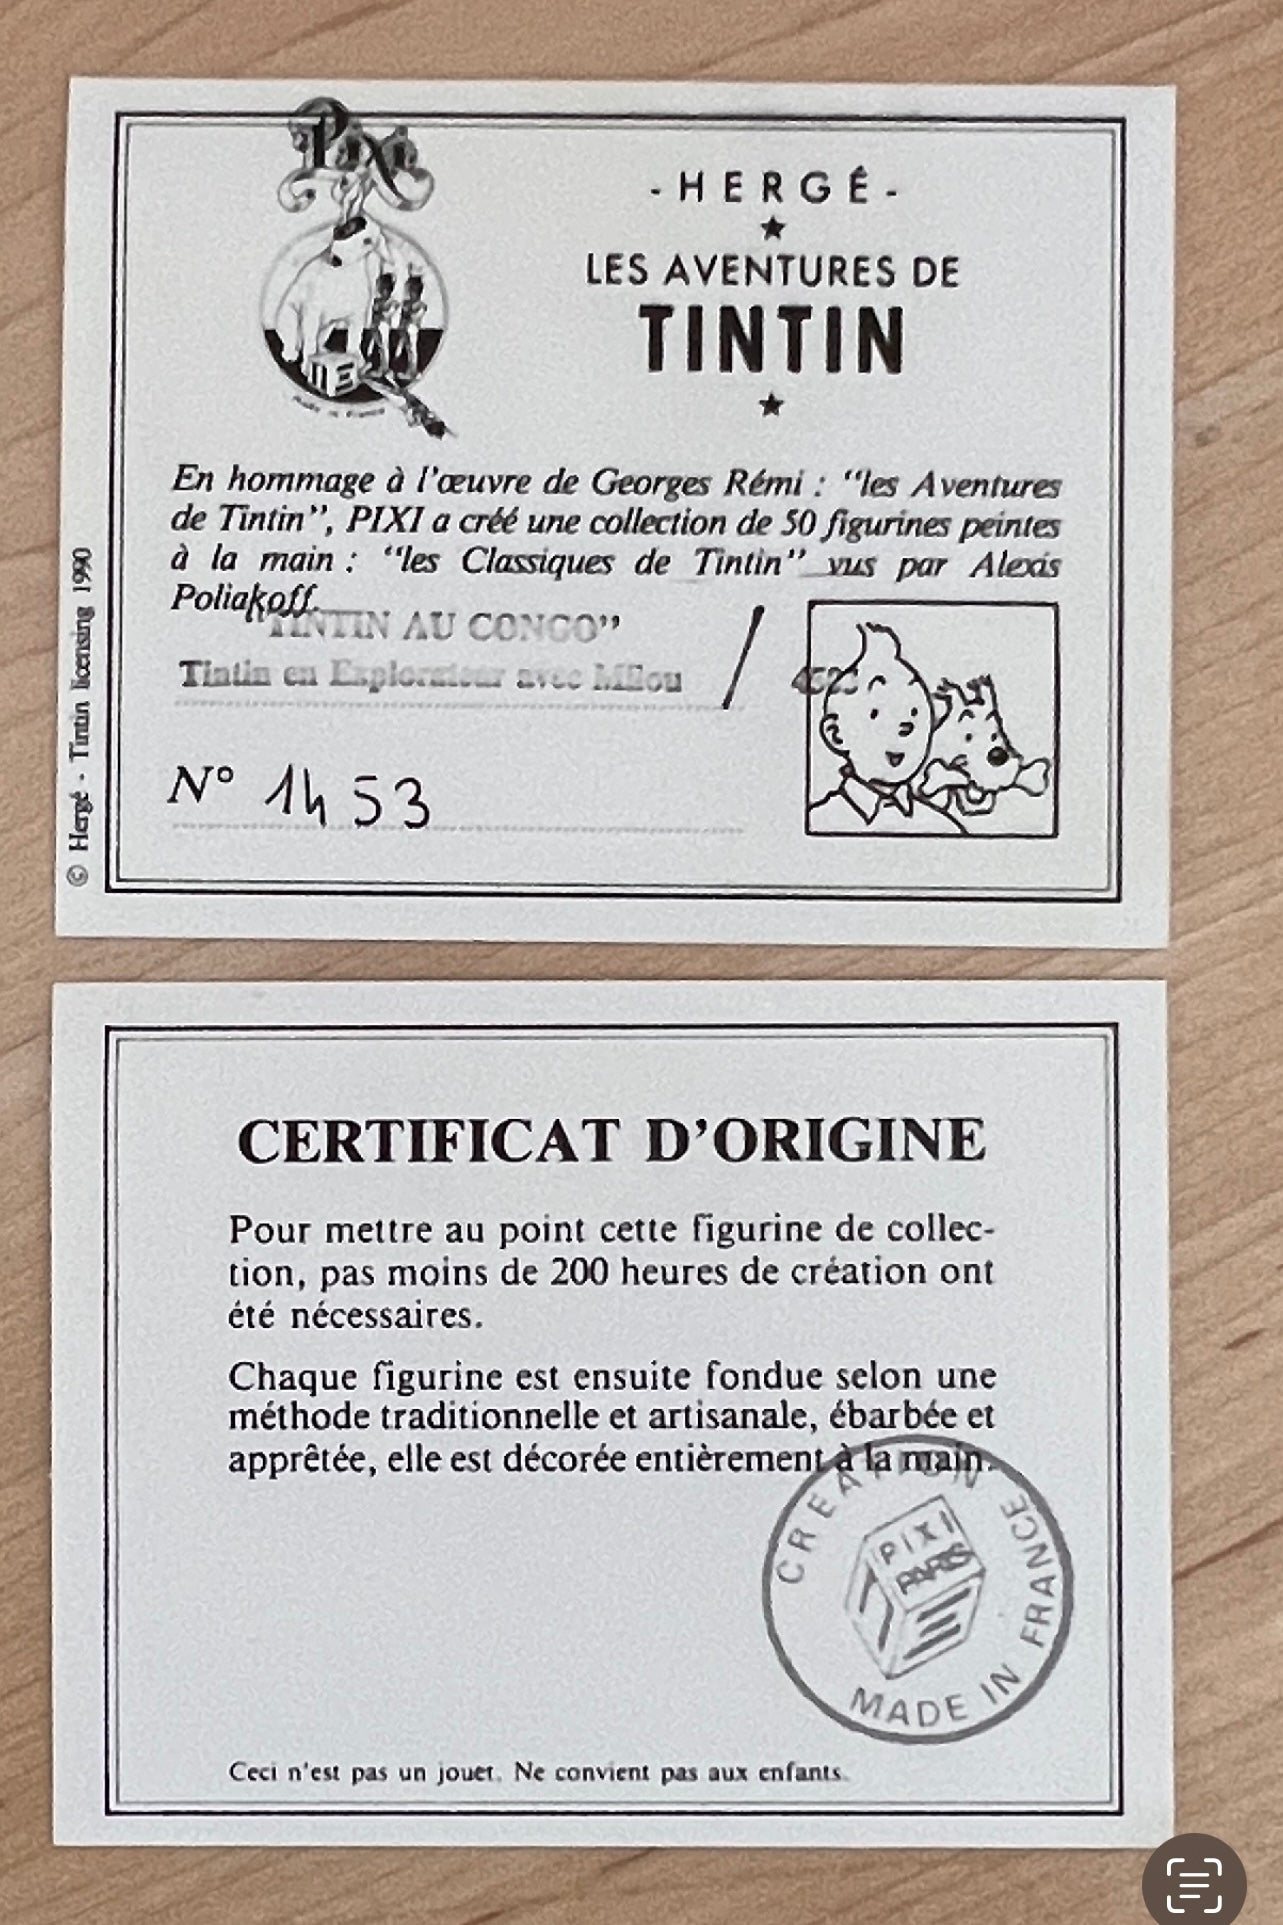 Pixi
- HERGÉ -
LES AVENTURES DE
TINTIN
made in France
En hommage à l'œuvre de Georges Rémi : “les Aventures
de Tintin”, PIXI a créé une collection de 50 figurines peintes
à la main : “les Classiques de Tintin” vus par Alexis
Poliakoff.
“TINTIN AU CONGO”
Tintin en Explorateur avec Milou /
N° 1453
© Hergé - Tintin licensing 1990
CERTIFICAT D'ORIGINE
Pour mettre au point cette figurine de collec-
tion, pas moins de 200 heures de création ont
été nécessaires.
Chaque figurine est ensuite fondue selon une
méthode traditionnelle et artisanale, ébarbée et
apprêtée, elle est décorée entièrement à la main.
CREATION
PIXI
PARIS
MADE IN FRANCE
Ceci n'est pas un jouet. Ne convient pas aux enfants.